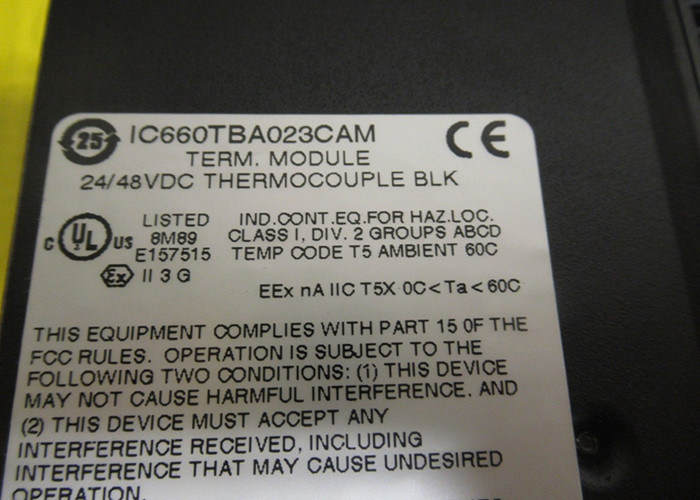 25 IC660TBA023CAM CE
TERM. MODULE
24/48VDC THERMOCOUPLE BLK
LISTED IND.CONT.EQ.FOR HAZ.LOC.
C UL US 8M89 CLASS I, DIV. 2 GROUPS ABCD
E157515 TEMP CODE T5 AMBIENT 60C
Ex II 3 G
EEx nA IIC T5X 0C<Ta<60C
THIS EQUIPMENT COMPLIES WITH PART 15 OF THE
FCC RULES. OPERATION IS SUBJECT TO THE
FOLLOWING TWO CONDITIONS: (1) THIS DEVICE
MAY NOT CAUSE HARMFUL INTERFERENCE. AND
(2) THIS DEVICE MUST ACCEPT ANY
INTERFERENCE RECEIVED, INCLUDING
INTERFERENCE THAT MAY CAUSE UNDESIRED
OPERATION.